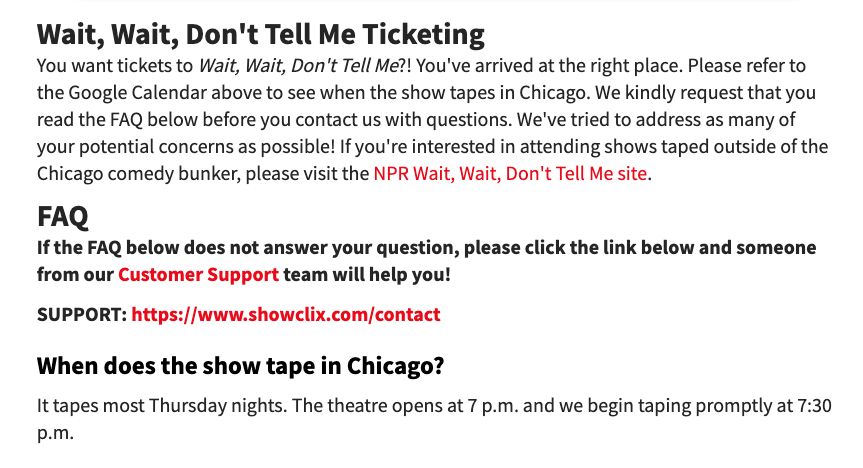 Wait, Wait, Don't Tell Me Ticketing
You want tickets to Wait, Wait, Don't Tell Me?! You've arrived at the right place. Please refer to
the Google Calendar above to see when the show tapes in Chicago. We kindly request that you
read the FAQ below before you contact us with questions. We've tried to address as many of
your potential concerns as possible! If you're interested in attending shows taped outside of the
Chicago comedy bunker, please visit the NPR Wait, Wait, Don't Tell Me site.
FAQ
If the FAQ below does not answer your question, please click the link below and someone
from our Customer Support team will help you!
SUPPORT: https://www.showclix.com/contact
When does the show tape in Chicago?
It tapes most Thursday nights. The theatre opens at 7 p.m. and we begin taping promptly at 7:30
p.m.